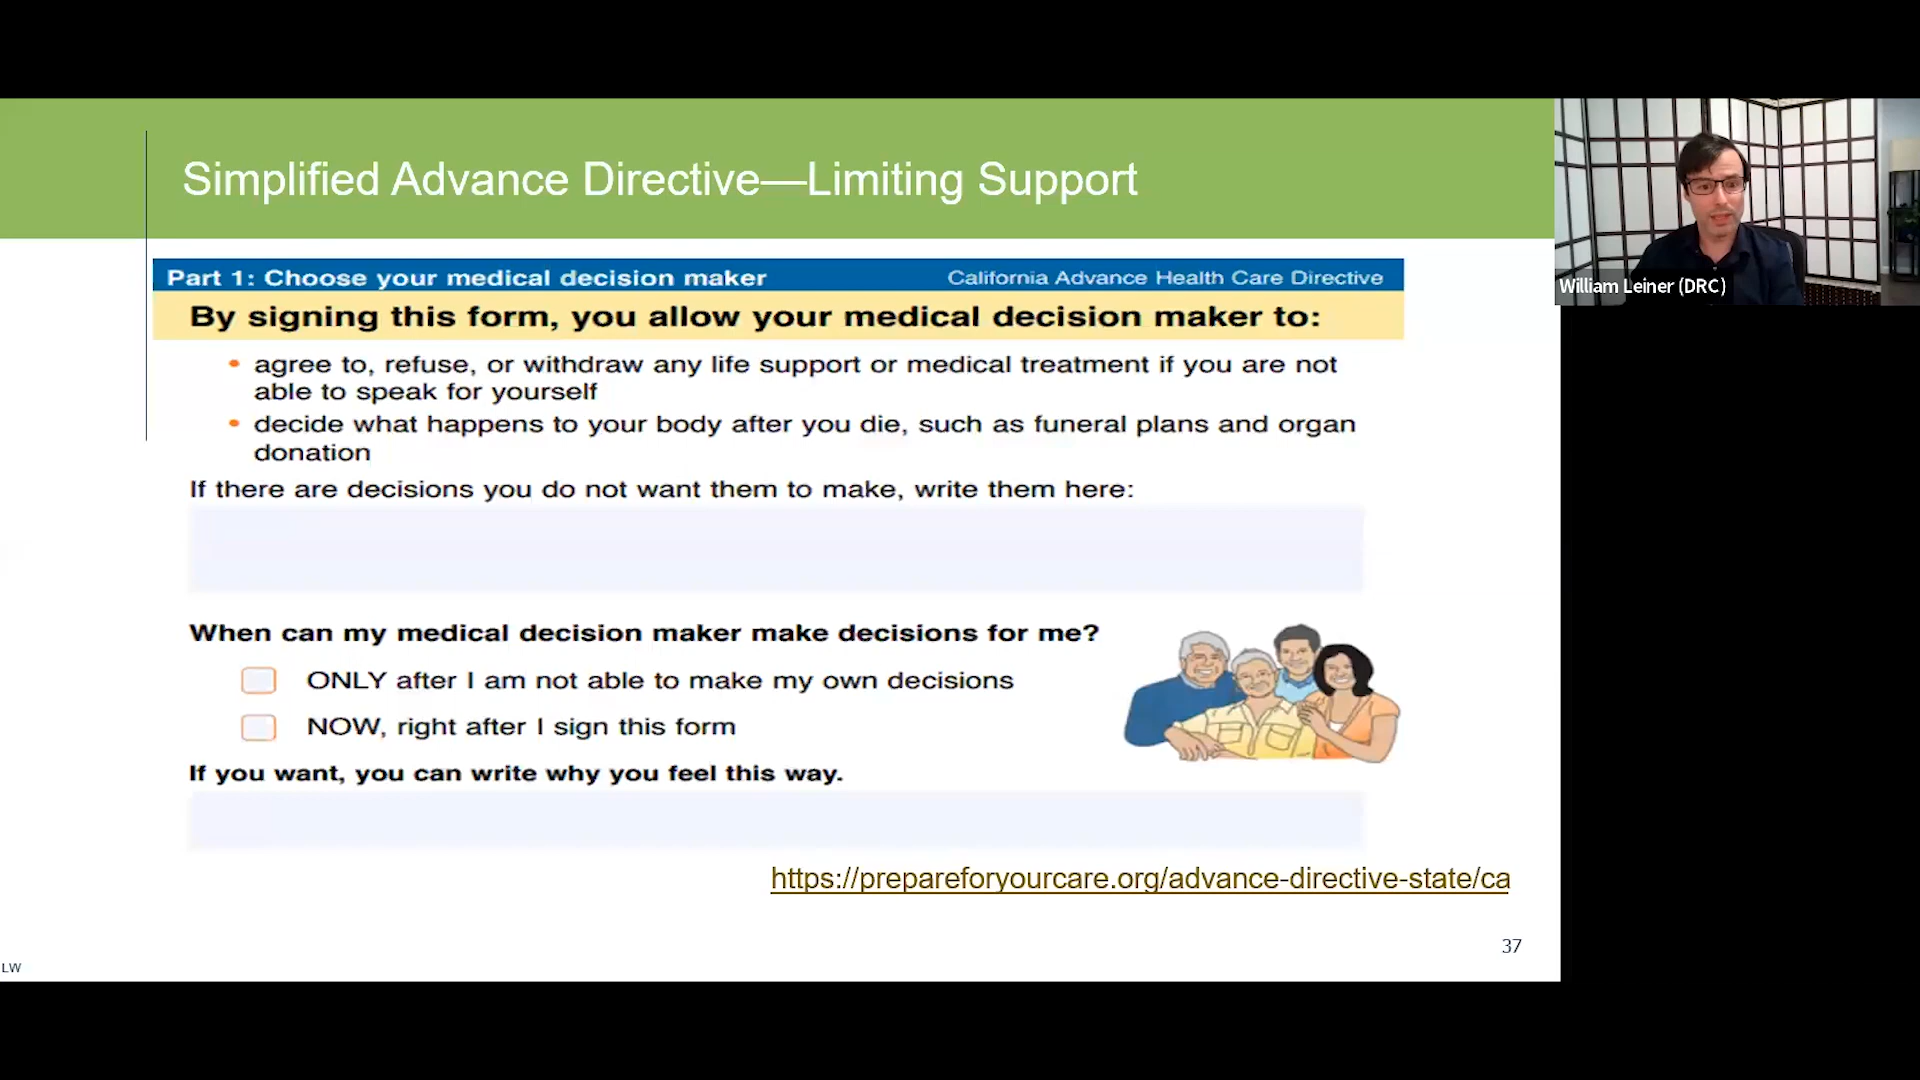 Simplified Advance Directive—Limiting Support
Part 1: Choose your medical decision maker
California Advance Health Care Directive
By signing this form, you allow your medical decision maker to:
• agree to, refuse, or withdraw any life support or medical treatment if you are not
able to speak for yourself
• decide what happens to your body after you die, such as funeral plans and organ
donation
If there are decisions you do not want them to make, write them here:
When can my medical decision maker make decisions for me?
ONLY after I am not able to make my own decisions
NOW, right after I sign this form
If you want, you can write why you feel this way.
https://prepareforyourcare.org/advance-directive-state/ca
37
LW
William Leiner (DRC)